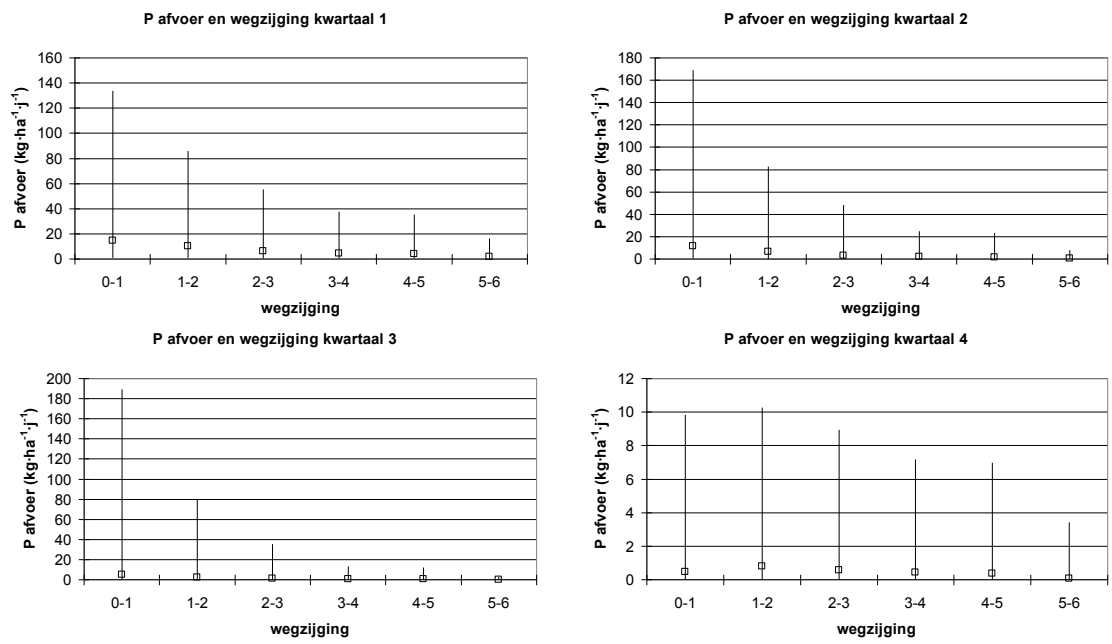 P afvoer en wegzijging kwartaal 1
P afvoer (kg·ha⁻¹·j⁻¹)
160
140
120
100
80
60
40
20
0
0-1 1-2 2-3 3-4 4-5 5-6
wegzijging
P afvoer en wegzijging kwartaal 2
P afvoer (kg·ha⁻¹·j⁻¹)
180
160
140
120
100
80
60
40
20
0
0-1 1-2 2-3 3-4 4-5 5-6
wegzijging
P afvoer en wegzijging kwartaal 3
P afvoer (kg·ha⁻¹·j⁻¹)
200
180
160
140
120
100
80
60
40
20
0
0-1 1-2 2-3 3-4 4-5 5-6
wegzijging
P afvoer en wegzijging kwartaal 4
P afvoer (kg·ha⁻¹·j⁻¹)
12
10
8
6
4
2
0
0-1 1-2 2-3 3-4 4-5 5-6
wegzijging